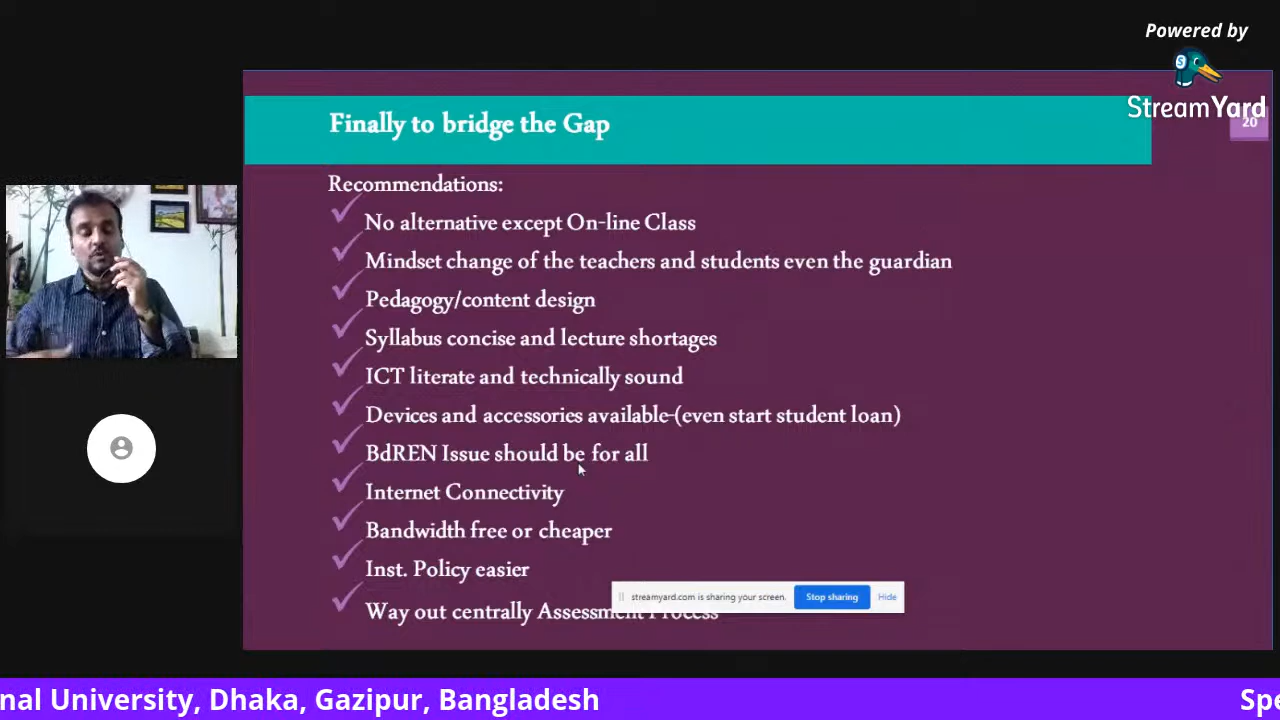 Powered by
StreamYard
20
Finally to bridge the Gap
Recommendations:
No alternative except On-line Class
Mindset change of the teachers and students even the guardian
Pedagogy/content design
Syllabus concise and lecture shortages
ICT literate and technically sound
Devices and accessories available-(even start student loan)
BdREN Issue should be for all
Internet Connectivity
Bandwidth free or cheaper
Inst. Policy easier
streamyard.com is sharing your screen.
Stop sharing
Hide
Way out centrally Assessment Process
nal University, Dhaka, Gazipur, Bangladesh
Spe